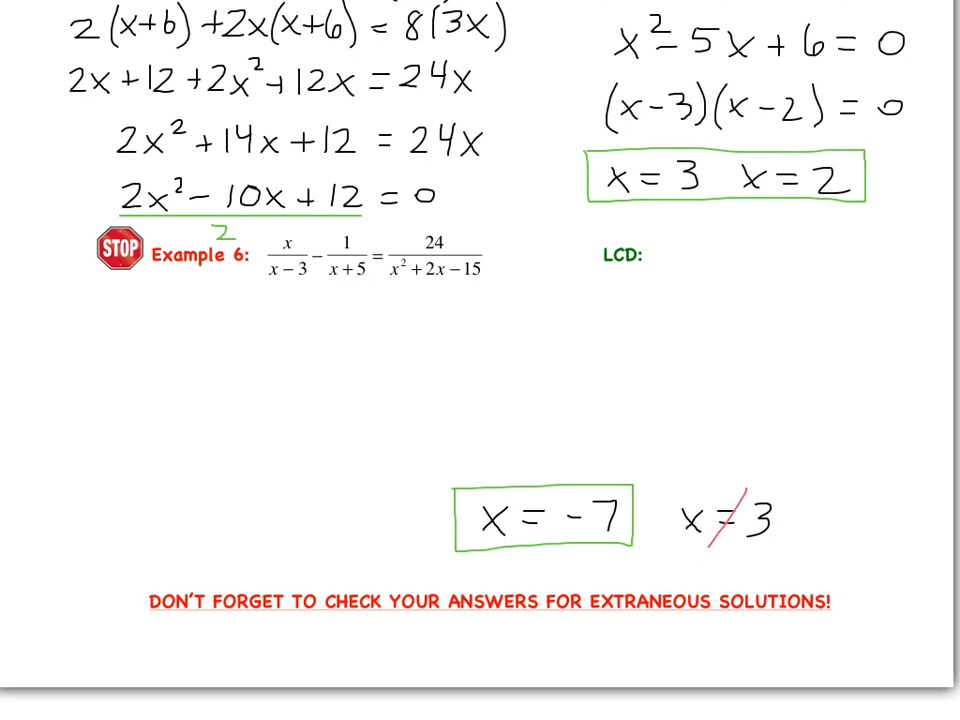 2(x+6) + 2x(x+6) = 8(3x)
2x + 12 + 2x² + 12x = 24x
2x² + 14x + 12 = 24x
2x² - 10x + 12 = 0
2
x² - 5x + 6 = 0
(x-3)(x-2) = 0
x = 3 x = 2
STOP Example 6: x/(x-3) - 1/(x+5) = 24/(x²+2x-15) LCD:
x = -7 x = 3
DON'T FORGET TO CHECK YOUR ANSWERS FOR EXTRANEOUS SOLUTIONS!